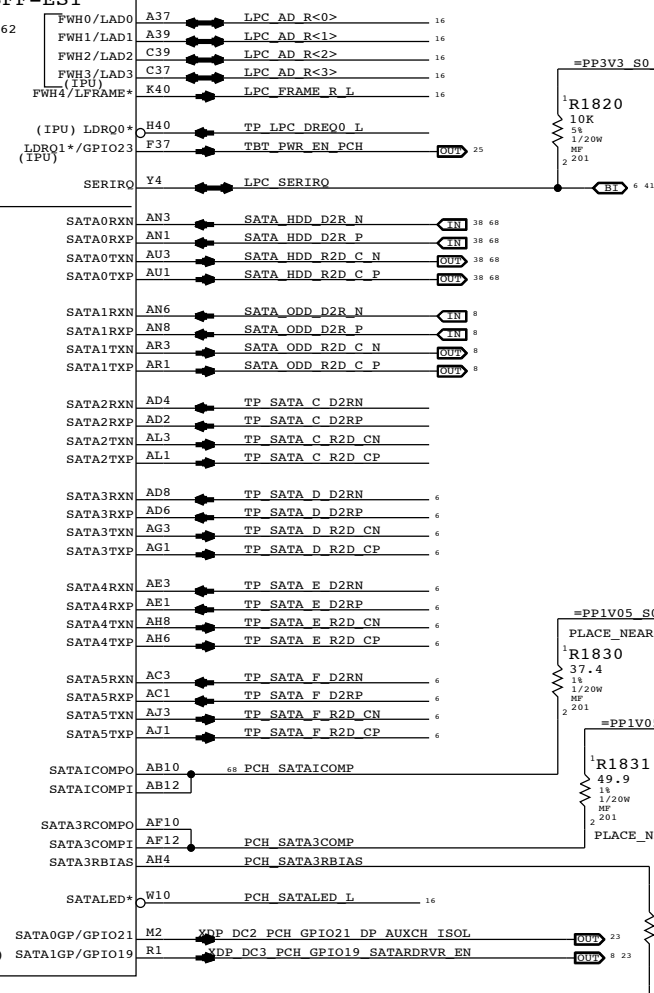 62
FWH0/LAD0 A37 LPC_AD_R<0> 16
FWH1/LAD1 A39 LPC_AD_R<1> 16
FWH2/LAD2 C39 LPC_AD_R<2> 16
FWH3/LAD3 C37 LPC_AD_R<3> 16
(IPU)
FWH4/LFRAME* K40 LPC_FRAME_R_L 16
=PP3V3_S0
1 R1820
10K
5%
1/20W
MF
2 201
(IPU) LDRQ0* H40 TP_LPC_DREQ0_L
LDRQ1*/GPIO23 F37 TBT_PWR_EN_PCH OUT 25
(IPU)
SERIRQ Y4 LPC_SERIRQ BI 6 41
SATA0RXN AN3 SATA_HDD_D2R_N IN 38 68
SATA0RXP AN1 SATA_HDD_D2R_P IN 38 68
SATA0TXN AU3 SATA_HDD_R2D_C_N OUT 38 68
SATA0TXP AU1 SATA_HDD_R2D_C_P OUT 38 68
SATA1RXN AN6 SATA_ODD_D2R_N IN 8
SATA1RXP AN8 SATA_ODD_D2R_P IN 8
SATA1TXN AR3 SATA_ODD_R2D_C_N OUT 8
SATA1TXP AR1 SATA_ODD_R2D_C_P OUT 8
SATA2RXN AD4 TP_SATA_C_D2RN
SATA2RXP AD2 TP_SATA_C_D2RP
SATA2TXN AL3 TP_SATA_C_R2D_CN
SATA2TXP AL1 TP_SATA_C_R2D_CP
SATA3RXN AD8 TP_SATA_D_D2RN 6
SATA3RXP AD6 TP_SATA_D_D2RP 6
SATA3TXN AG3 TP_SATA_D_R2D_CN 6
SATA3TXP AG1 TP_SATA_D_R2D_CP 6
SATA4RXN AE3 TP_SATA_E_D2RN 6
SATA4RXP AE1 TP_SATA_E_D2RP 6
SATA4TXN AH8 TP_SATA_E_R2D_CN 6
SATA4TXP AH6 TP_SATA_E_R2D_CP 6
=PP1V05_S0
PLACE_NEAR
1 R1830
37.4
1%
1/20W
MF
2 201
SATA5RXN AC3 TP_SATA_F_D2RN 6
SATA5RXP AC1 TP_SATA_F_D2RP 6
SATA5TXN AJ3 TP_SATA_F_R2D_CN 6
SATA5TXP AJ1 TP_SATA_F_R2D_CP 6
=PP1V0
SATAICOMPO AB10 68 PCH_SATAICOMP
SATAICOMPI AB12
1 R1831
49.9
1%
1/20W
MF
2 201
PLACE_N
SATA3RCOMPO AF10
SATA3COMPI AF12 PCH_SATA3COMP
SATA3RBIAS AH4 PCH_SATA3RBIAS
SATALED* W10 PCH_SATALED_L 16
SATA0GP/GPIO21 M2 XDP_DC2_PCH_GPIO21_DP_AUXCH_ISOL OUT 23
) SATA1GP/GPIO19 R1 XDP_DC3_PCH_GPIO19_SATARDRVR_EN OUT 8 23